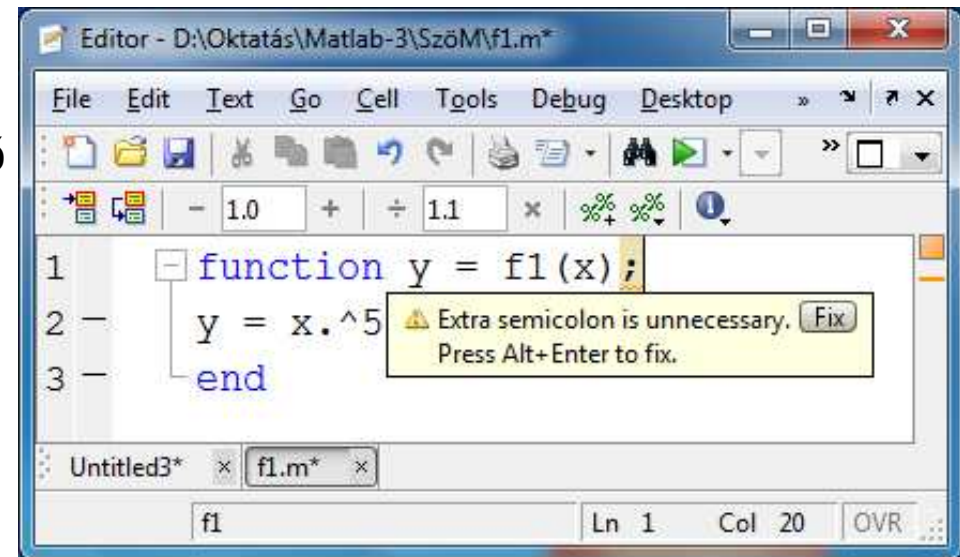 Editor - D:\Oktatás\Matlab-3\SzöM\f1.m*
File Edit Text Go Cell Tools Debug Desktop »
»
- 1.0 + ÷ 1.1 ×
1 function y = f1(x);
2 - y = x.^5
Extra semicolon is unnecessary. Fix
Press Alt+Enter to fix.
3 - end
Untitled3* × f1.m* ×
f1 Ln 1 Col 20 OVR